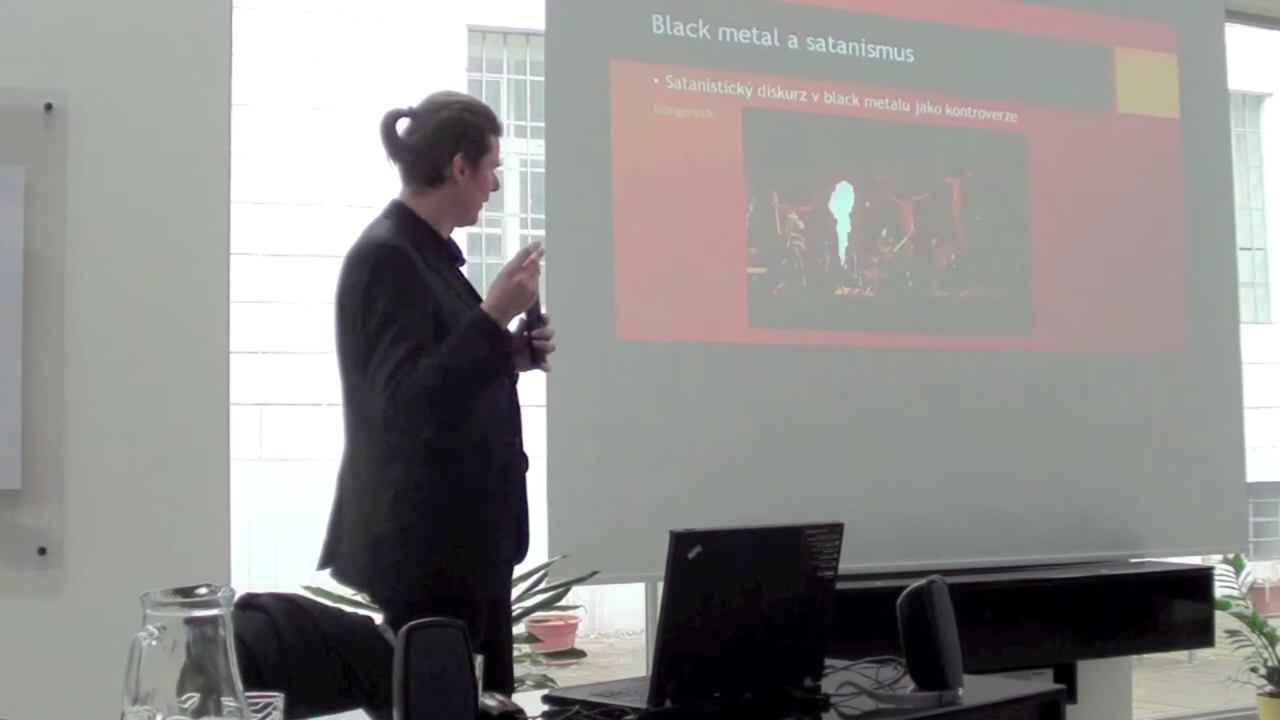 Black metal a satanismus
• Satanistický diskurz v black metalu jako kontroverze
Gorgoroth